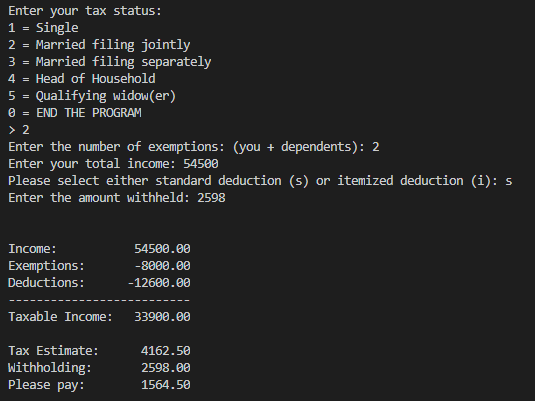 Enter your tax status:
1 = Single
2 = Married filing jointly
3 = Married filing separately
4 = Head of Household
5 = Qualifying widow(er)
0 = END THE PROGRAM
> 2
Enter the number of exemptions: (you + dependents): 2
Enter your total income: 54500
Please select either standard deduction (s) or itemized deduction (i): s
Enter the amount withheld: 2598
Income: 54500.00
Exemptions: -8000.00
Deductions: -12600.00
--------------------------
Taxable Income: 33900.00
Tax Estimate: 4162.50
Withholding: 2598.00
Please pay: 1564.50